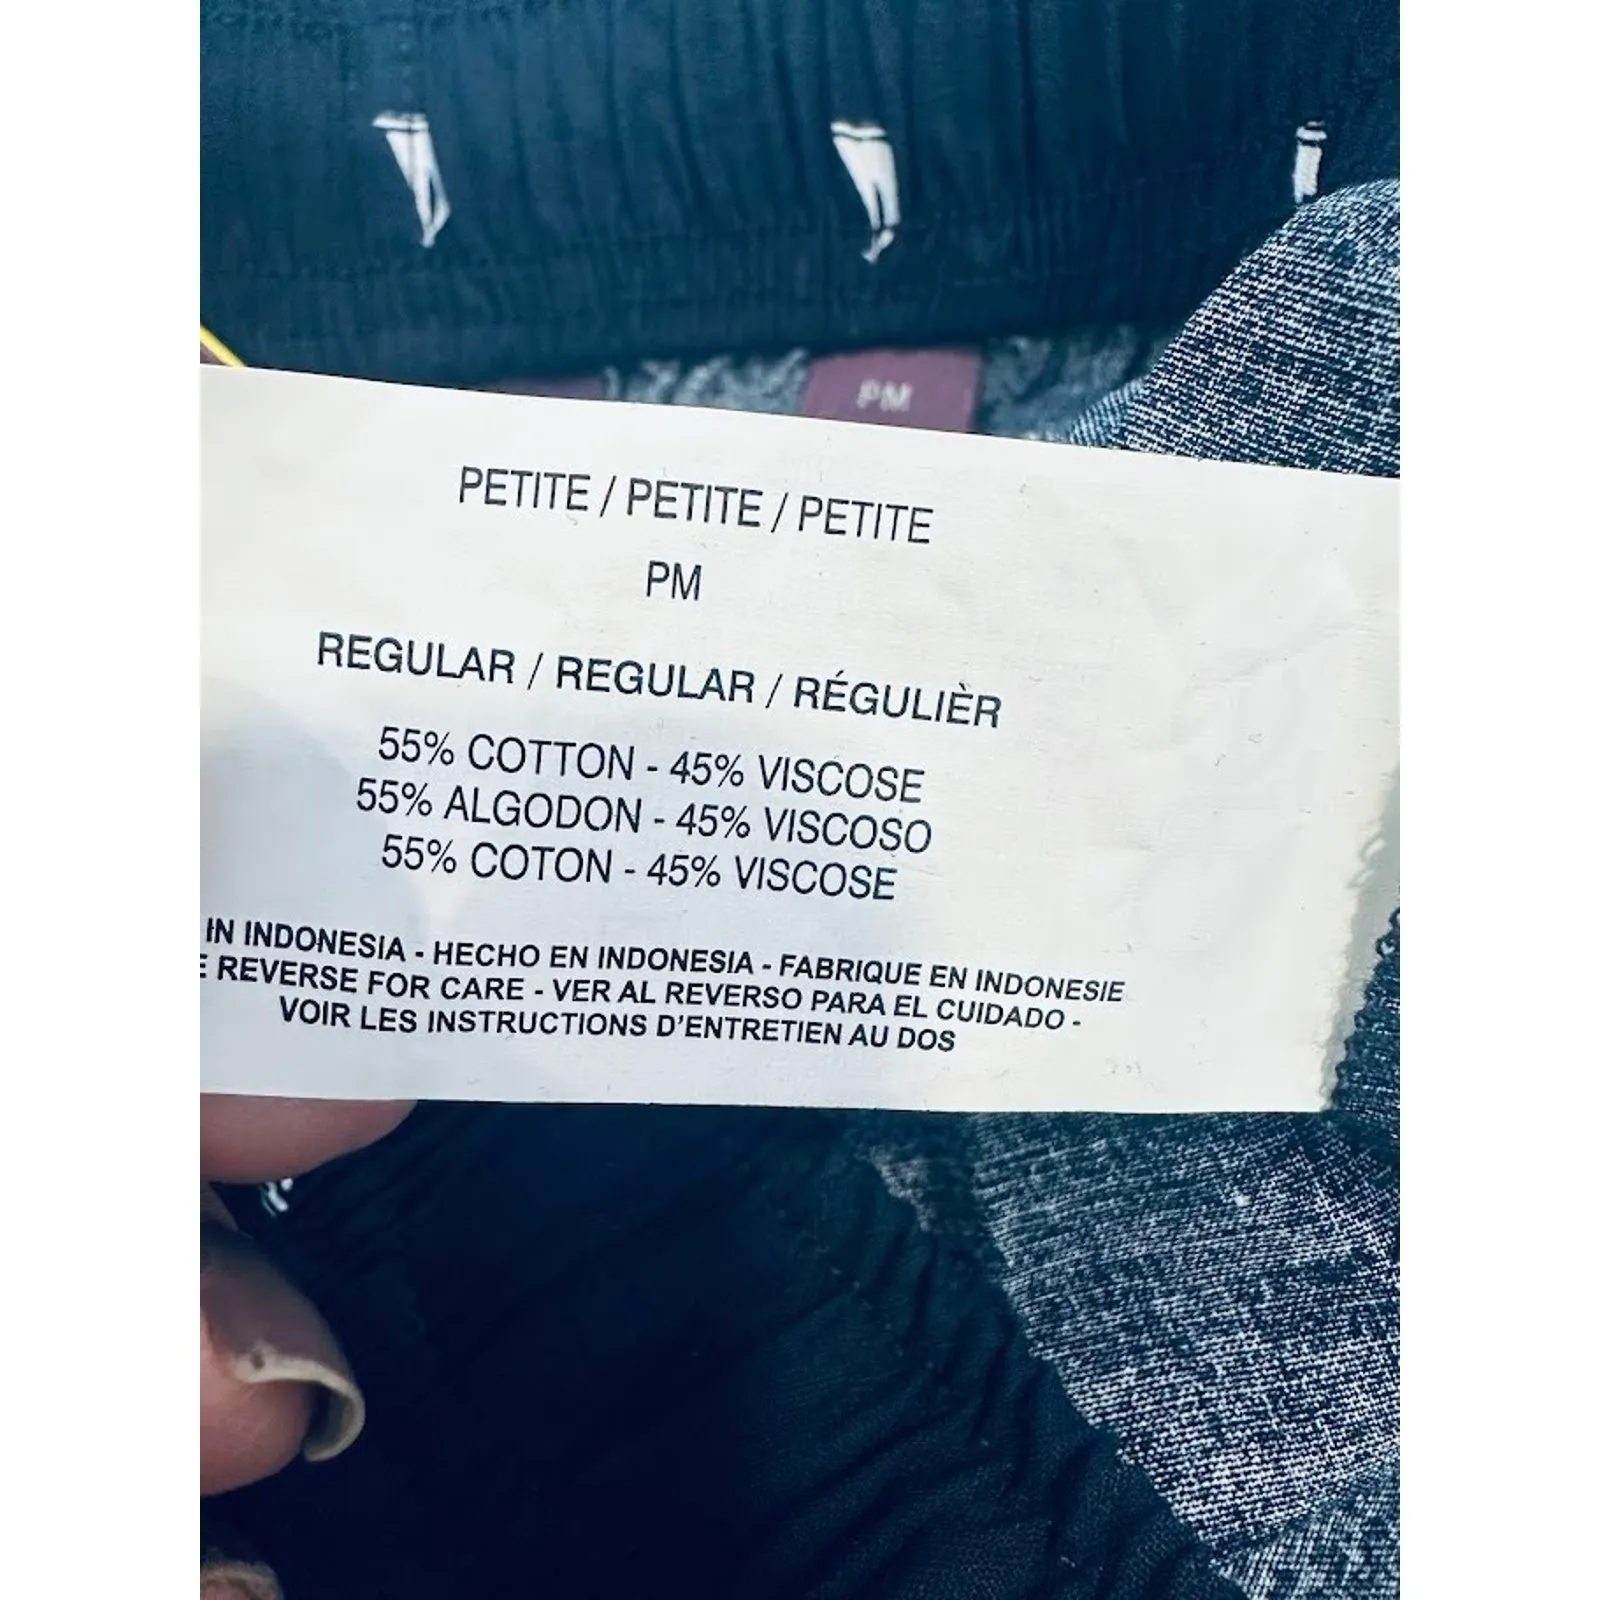 PM
PETITE / PETITE / PETITE
PM
REGULAR / REGULAR / RÉGULIÈR
55% COTTON - 45% VISCOSE
55% ALGODON - 45% VISCOSO
55% COTON - 45% VISCOSE
IN INDONESIA - HECHO EN INDONESIA - FABRIQUE EN INDONESIE
E REVERSE FOR CARE - VER AL REVERSO PARA EL CUIDADO -
VOIR LES INSTRUCTIONS D'ENTRETIEN AU DOS